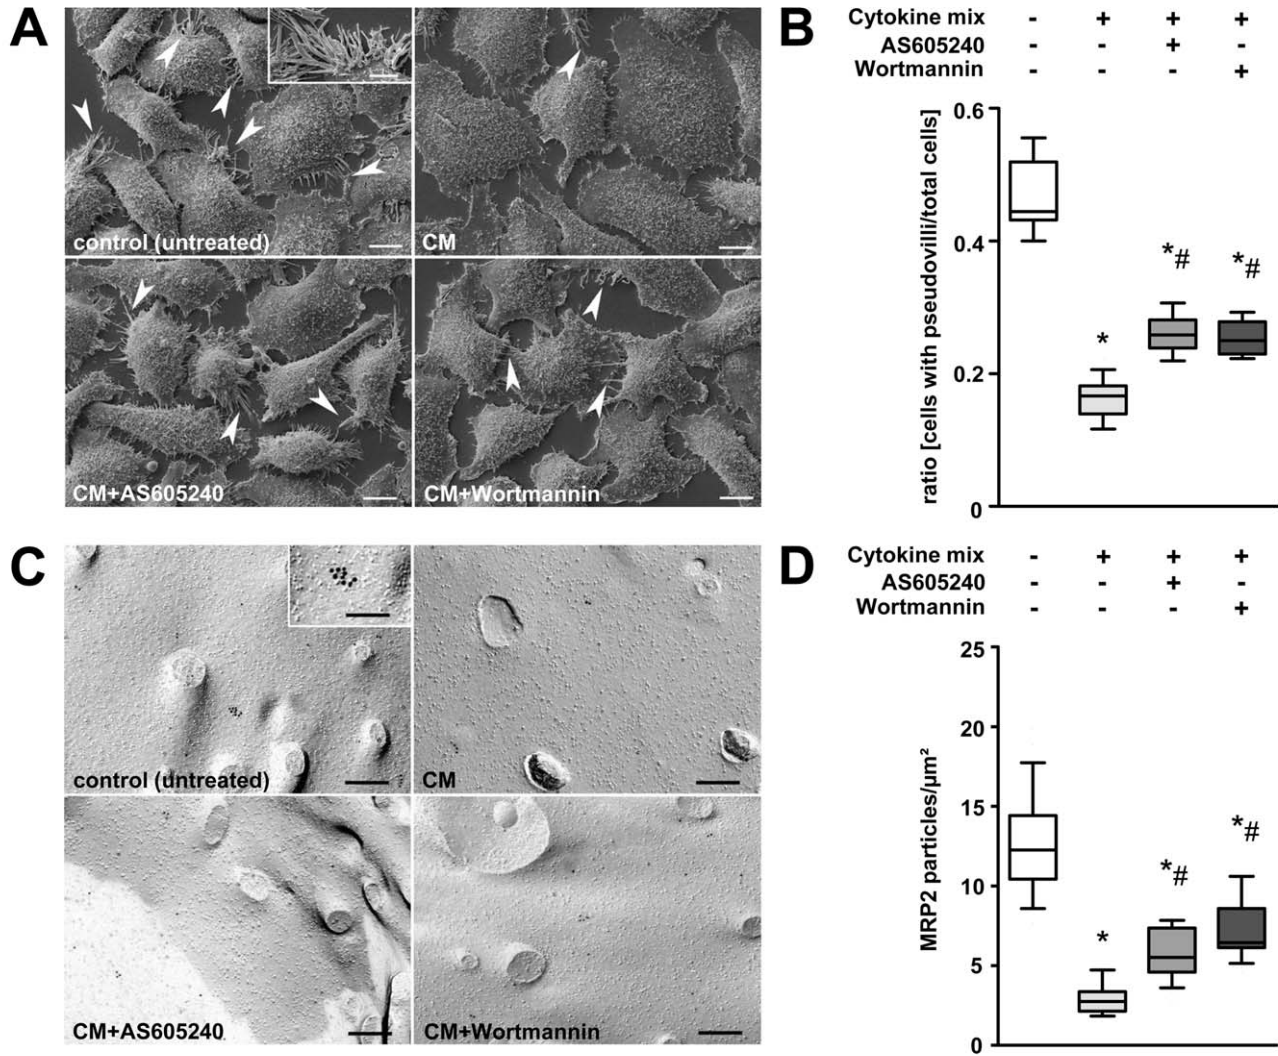 A
control (untreated)
CM
CM+AS605240
CM+Wortmannin
B
Cytokine mix - + + +
AS605240 - - + -
Wortmannin - - - +
ratio [cells with pseudovilli/total cells]
0.6
0.4
0.2
0
*
*#
*#
C
control (untreated)
CM
CM+AS605240
CM+Wortmannin
D
Cytokine mix - + + +
AS605240 - - + -
Wortmannin - - - +
MRP2 particles/µm²
25
20
15
10
5
0
*
*#
*#